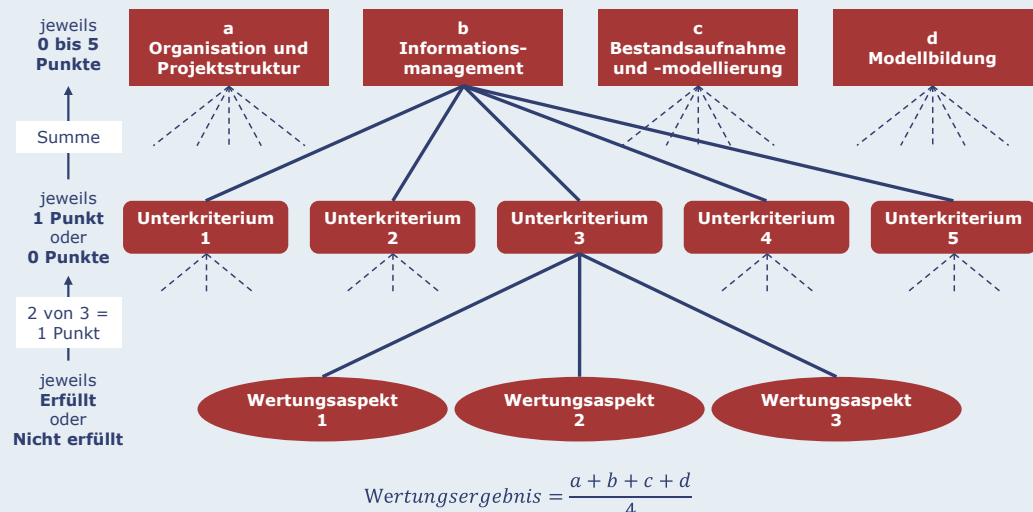 jeweils
0 bis 5
Punkte
a
Organisation und
Projektstruktur
b
Informations-
management
c
Bestandsaufnahme
und -modellierung
d
Modellbildung
Summe
jeweils
1 Punkt
oder
0 Punkte
Unterkriterium
1
Unterkriterium
2
Unterkriterium
3
Unterkriterium
4
Unterkriterium
5
2 von 3 =
1 Punkt
jeweils
Erfüllt
oder
Nicht erfüllt
Wertungsaspekt
1
Wertungsaspekt
2
Wertungsaspekt
3
Wertungsergebnis = a + b + c + d
4